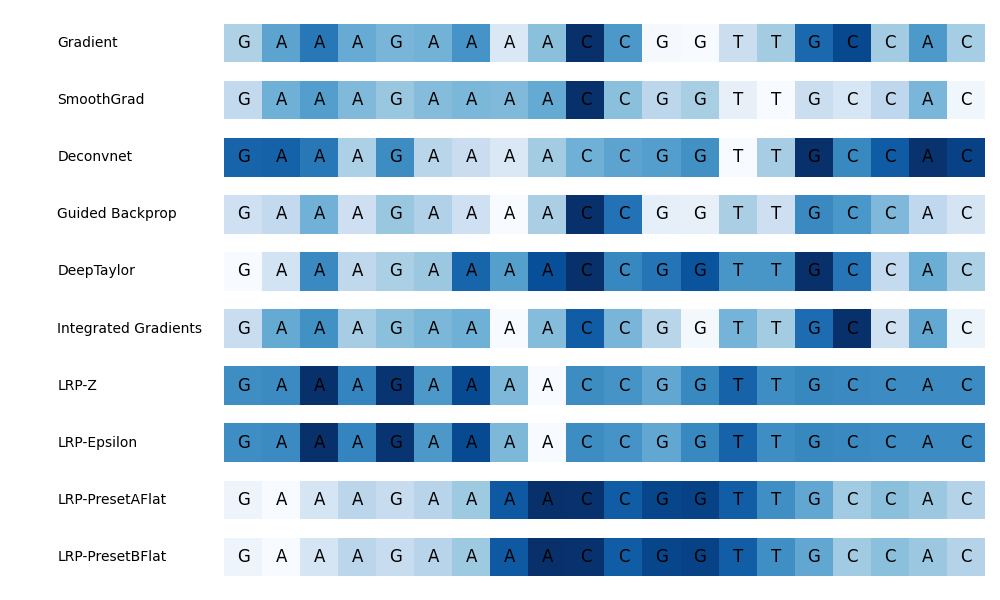 Gradient G A A A G A A A A C C G G T T G C C A C
SmoothGrad G A A A G A A A A C C G G T T G C C A C
Deconvnet G A A A G A A A A C C G G T T G C C A C
Guided Backprop G A A A G A A A A C C G G T T G C C A C
DeepTaylor G A A A G A A A A C C G G T T G C C A C
Integrated Gradients G A A A G A A A A C C G G T T G C C A C
LRP-Z G A A A G A A A A C C G G T T G C C A C
LRP-Epsilon G A A A G A A A A C C G G T T G C C A C
LRP-PresetAFlat G A A A G A A A A C C G G T T G C C A C
LRP-PresetBFlat G A A A G A A A A C C G G T T G C C A C